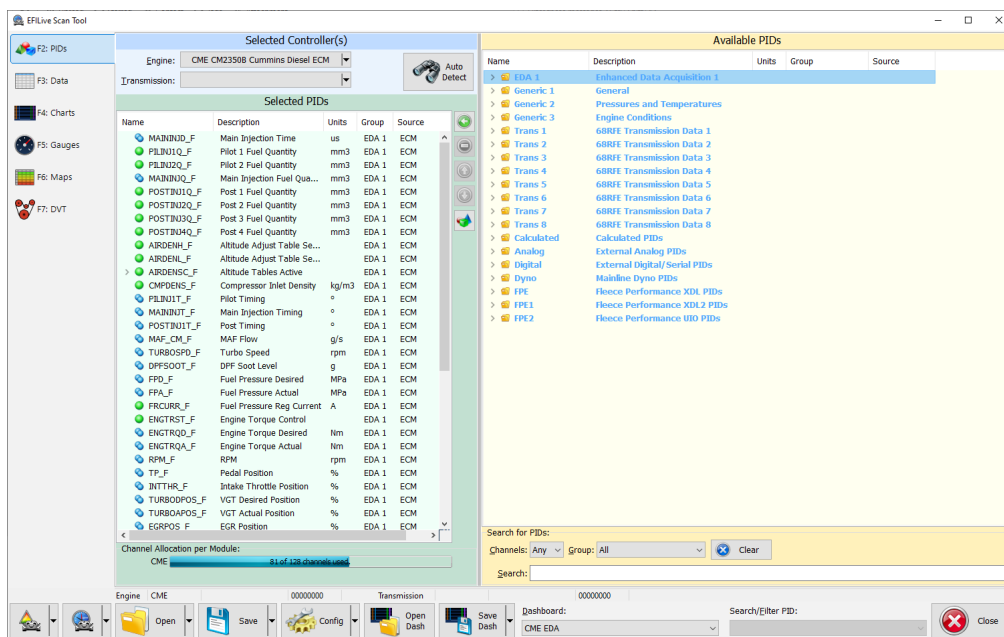 EFILive Scan Tool
F2: PIDs
F3: Data
F4: Charts
F5: Gauges
F6: Maps
F7: DVT
Selected Controller(s)
Engine: CME CM2350B Cummins Diesel ECM
Transmission:
Auto Detect
Selected PIDs
Name Description Units Group Source
MAININJD_F Main Injection Time us EDA 1 ECM
PILINJ1Q_F Pilot 1 Fuel Quantity mm3 EDA 1 ECM
PILINJ2Q_F Pilot 2 Fuel Quantity mm3 EDA 1 ECM
MAININJQ_F Main Injection Fuel Qua... mm3 EDA 1 ECM
POSTINJ1Q_F Post 1 Fuel Quantity mm3 EDA 1 ECM
POSTINJ2Q_F Post 2 Fuel Quantity mm3 EDA 1 ECM
POSTINJ3Q_F Post 3 Fuel Quantity mm3 EDA 1 ECM
POSTINJ4Q_F Post 4 Fuel Quantity mm3 EDA 1 ECM
AIRDENH_F Altitude Adjust Table Se... EDA 1 ECM
AIRDENL_F Altitude Adjust Table Se... EDA 1 ECM
AIRDENSC_F Altitude Tables Active EDA 1 ECM
CMPDENS_F Compressor Inlet Density kg/m3 EDA 1 ECM
PILINJ1T_F Pilot Timing ° EDA 1 ECM
MAININJT_F Main Injection Timing ° EDA 1 ECM
POSTINJ1T_F Post Timing ° EDA 1 ECM
MAF_CM_F MAF Flow g/s EDA 1 ECM
TURBOSPD_F Turbo Speed rpm EDA 1 ECM
DPFSOOT_F DPF Soot Level g EDA 1 ECM
FPD_F Fuel Pressure Desired MPa EDA 1 ECM
FPA_F Fuel Pressure Actual MPa EDA 1 ECM
FRCURR_F Fuel Pressure Reg Current A EDA 1 ECM
ENGTRST_F Engine Torque Control EDA 1 ECM
ENGTRQD_F Engine Torque Desired Nm EDA 1 ECM
ENGTRQA_F Engine Torque Actual Nm EDA 1 ECM
RPM_F RPM rpm EDA 1 ECM
TP_F Pedal Position % EDA 1 ECM
INTTHR_F Intake Throttle Position % EDA 1 ECM
TURBODPOS_F VGT Desired Position % EDA 1 ECM
TURBOAPOS_F VGT Actual Position % EDA 1 ECM
EGRPOS_F EGR Position % EDA 1 ECM
Channel Allocation per Module:
CME 81 of 128 channels used.
Available PIDs
Name Description Units Group Source
EDA 1 Enhanced Data Acquisition 1
Generic 1 General
Generic 2 Pressures and Temperatures
Generic 3 Engine Conditions
Trans 1 68RFE Transmission Data 1
Trans 2 68RFE Transmission Data 2
Trans 3 68RFE Transmission Data 3
Trans 4 68RFE Transmission Data 4
Trans 5 68RFE Transmission Data 5
Trans 6 68RFE Transmission Data 6
Trans 7 68RFE Transmission Data 7
Trans 8 68RFE Transmission Data 8
Calculated Calculated PIDs
Analog External Analog PIDs
Digital External Digital/Serial PIDs
Dyno Mainline Dyno PIDs
FPE Fleece Performance XDL PIDs
FPE1 Fleece Performance XDL2 PIDs
FPE2 Fleece Performance UIO PIDs
Search for PIDs:
Channels: Any Group: All Clear
Search:
Engine CME 00000000 Transmission 00000000
Open Save Config Open Dash Save Dash
Dashboard:
CME EDA
Search/Filter PID:
Close